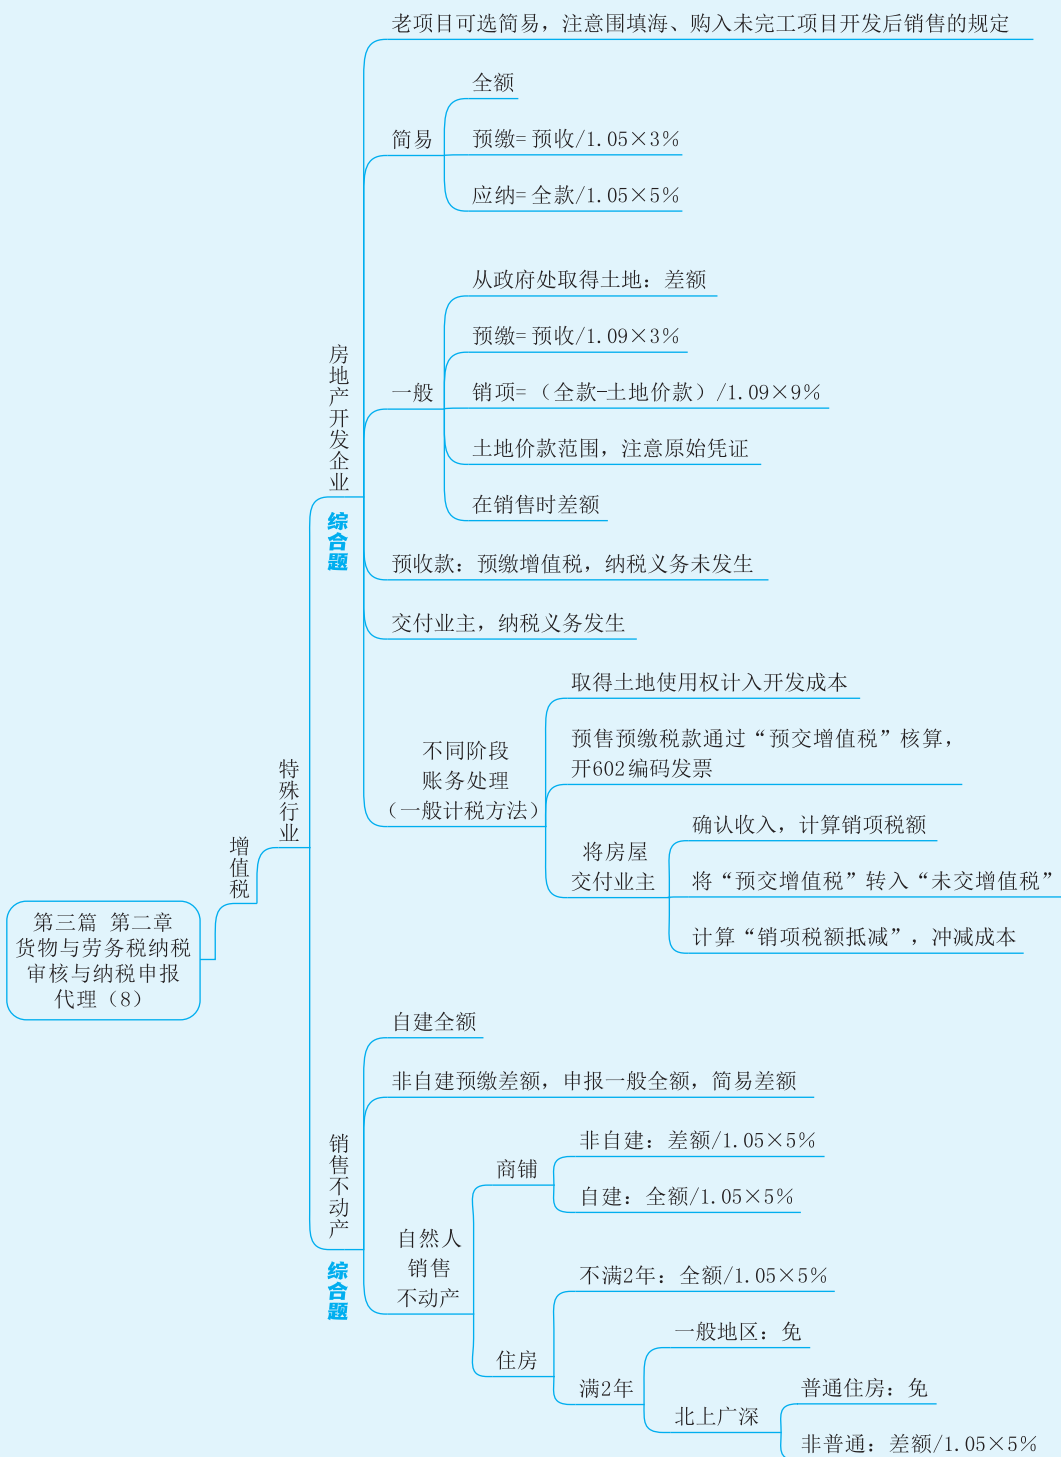 第三篇 第二章
货物与劳务税纳税
审核与纳税申报
代理（8）
增值税
特殊行业
房地产开发企业
综合题
老项目可选简易，注意围填海、购入未完工项目开发后销售的规定
简易
全额
预缴=预收/1.05×3%
应纳=全款/1.05×5%
一般
从政府处取得土地：差额
预缴=预收/1.09×3%
销项=（全款-土地价款）/1.09×9%
土地价款范围，注意原始凭证
在销售时差额
预收款：预缴增值税，纳税义务未发生
交付业主，纳税义务发生
不同阶段
账务处理
（一般计税方法）
取得土地使用权计入开发成本
预售预缴税款通过“预交增值税”核算，
开602编码发票
将房屋
交付业主
确认收入，计算销项税额
将“预交增值税”转入“未交增值税”
计算“销项税额抵减”，冲减成本
销售不动产
综合题
自建全额
非自建预缴差额，申报一般全额，简易差额
自然人
销售
不动产
商铺
非自建：差额/1.05×5%
自建：全额/1.05×5%
住房
不满2年：全额/1.05×5%
满2年
一般地区：免
北上广深
普通住房：免
非普通：差额/1.05×5%